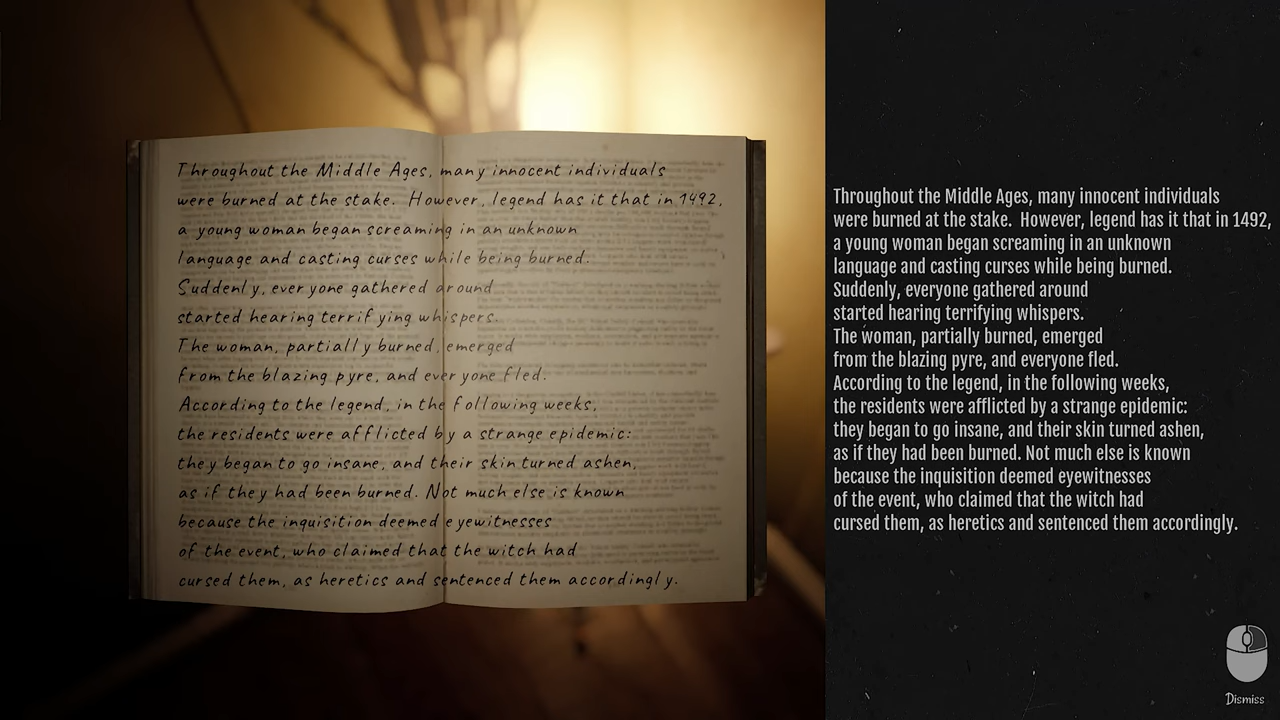 Throughout the Middle Ages, many innocent individuals
were burned at the stake.  However, legend has it that in 1492,
a young woman began screaming in an unknown
language and casting curses while being burned.
Suddenly, everyone gathered around
started hearing terrifying whispers.
The woman, partially burned, emerged
from the blazing pyre, and everyone fled.
According to the legend, in the following weeks,
the residents were afflicted by a strange epidemic:
they began to go insane, and their skin turned ashen,
as if they had been burned. Not much else is known
because the inquisition deemed eyewitnesses
of the event, who claimed that the witch had
cursed them, as heretics and sentenced them accordingly.
Throughout the Middle Ages, many innocent individuals
were burned at the stake.  However, legend has it that in 1492,
a young woman began screaming in an unknown
language and casting curses while being burned.
Suddenly, everyone gathered around
started hearing terrifying whispers.
The woman, partially burned, emerged
from the blazing pyre, and everyone fled.
According to the legend, in the following weeks,
the residents were afflicted by a strange epidemic:
they began to go insane, and their skin turned ashen,
as if they had been burned. Not much else is known
because the inquisition deemed eyewitnesses
of the event, who claimed that the witch had
cursed them, as heretics and sentenced them accordingly.
Dismiss